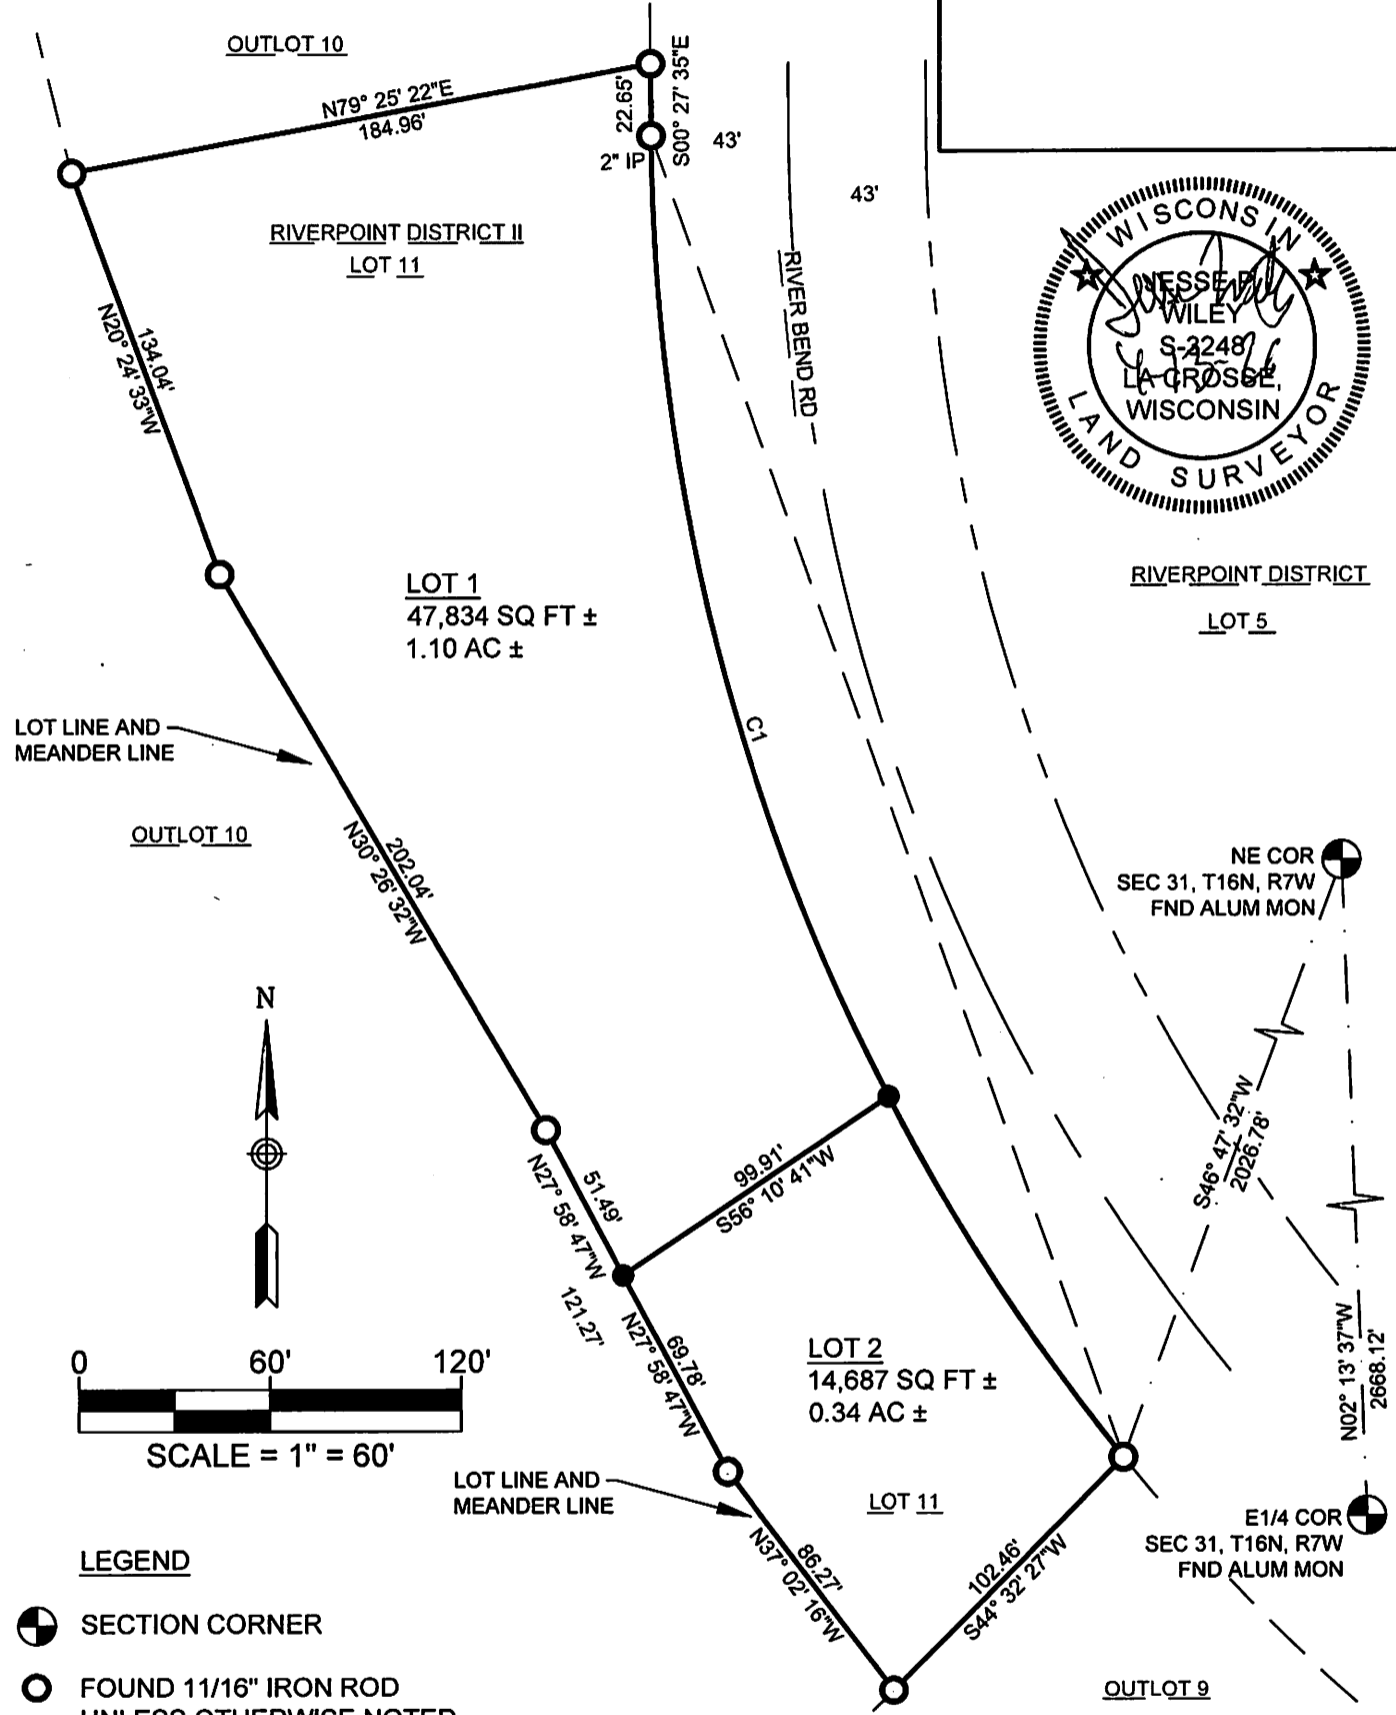 OUTLOT 10
N79° 25' 22"E
184.96'
22.65'
S00° 27' 35"E
2" IP
43'
43'
RIVERPOINT DISTRICT II
LOT 11
134.04'
N20° 24' 33"W
RIVER BEND RD
WISCONSIN
JESSE P.
WILEY
S-3248
LA CROSSE,
WISCONSIN
LAND SURVEYOR
RIVERPOINT DISTRICT
LOT 5
LOT 1
47,834 SQ FT ±
1.10 AC ±
C1
LOT LINE AND
MEANDER LINE
OUTLOT 10
202.04'
N30° 26' 32"W
NE COR
SEC 31, T16N, R7W
FND ALUM MON
N
S46° 47' 32"W
2026.78'
99.91'
S56° 10' 41"W
51.49'
N27° 58' 47"W
121.27'
69.78'
N27° 58' 47"W
N02° 13' 37"W
2668.12'
0 60' 120'
SCALE = 1" = 60'
LOT 2
14,687 SQ FT ±
0.34 AC ±
LOT LINE AND
MEANDER LINE
LOT 11
86.27'
N37° 02' 16"W
102.46'
S44° 32' 27"W
E1/4 COR
SEC 31, T16N, R7W
FND ALUM MON
OUTLOT 9
LEGEND
SECTION CORNER
FOUND 11/16" IRON ROD
UNLESS OTHERWISE NOTED